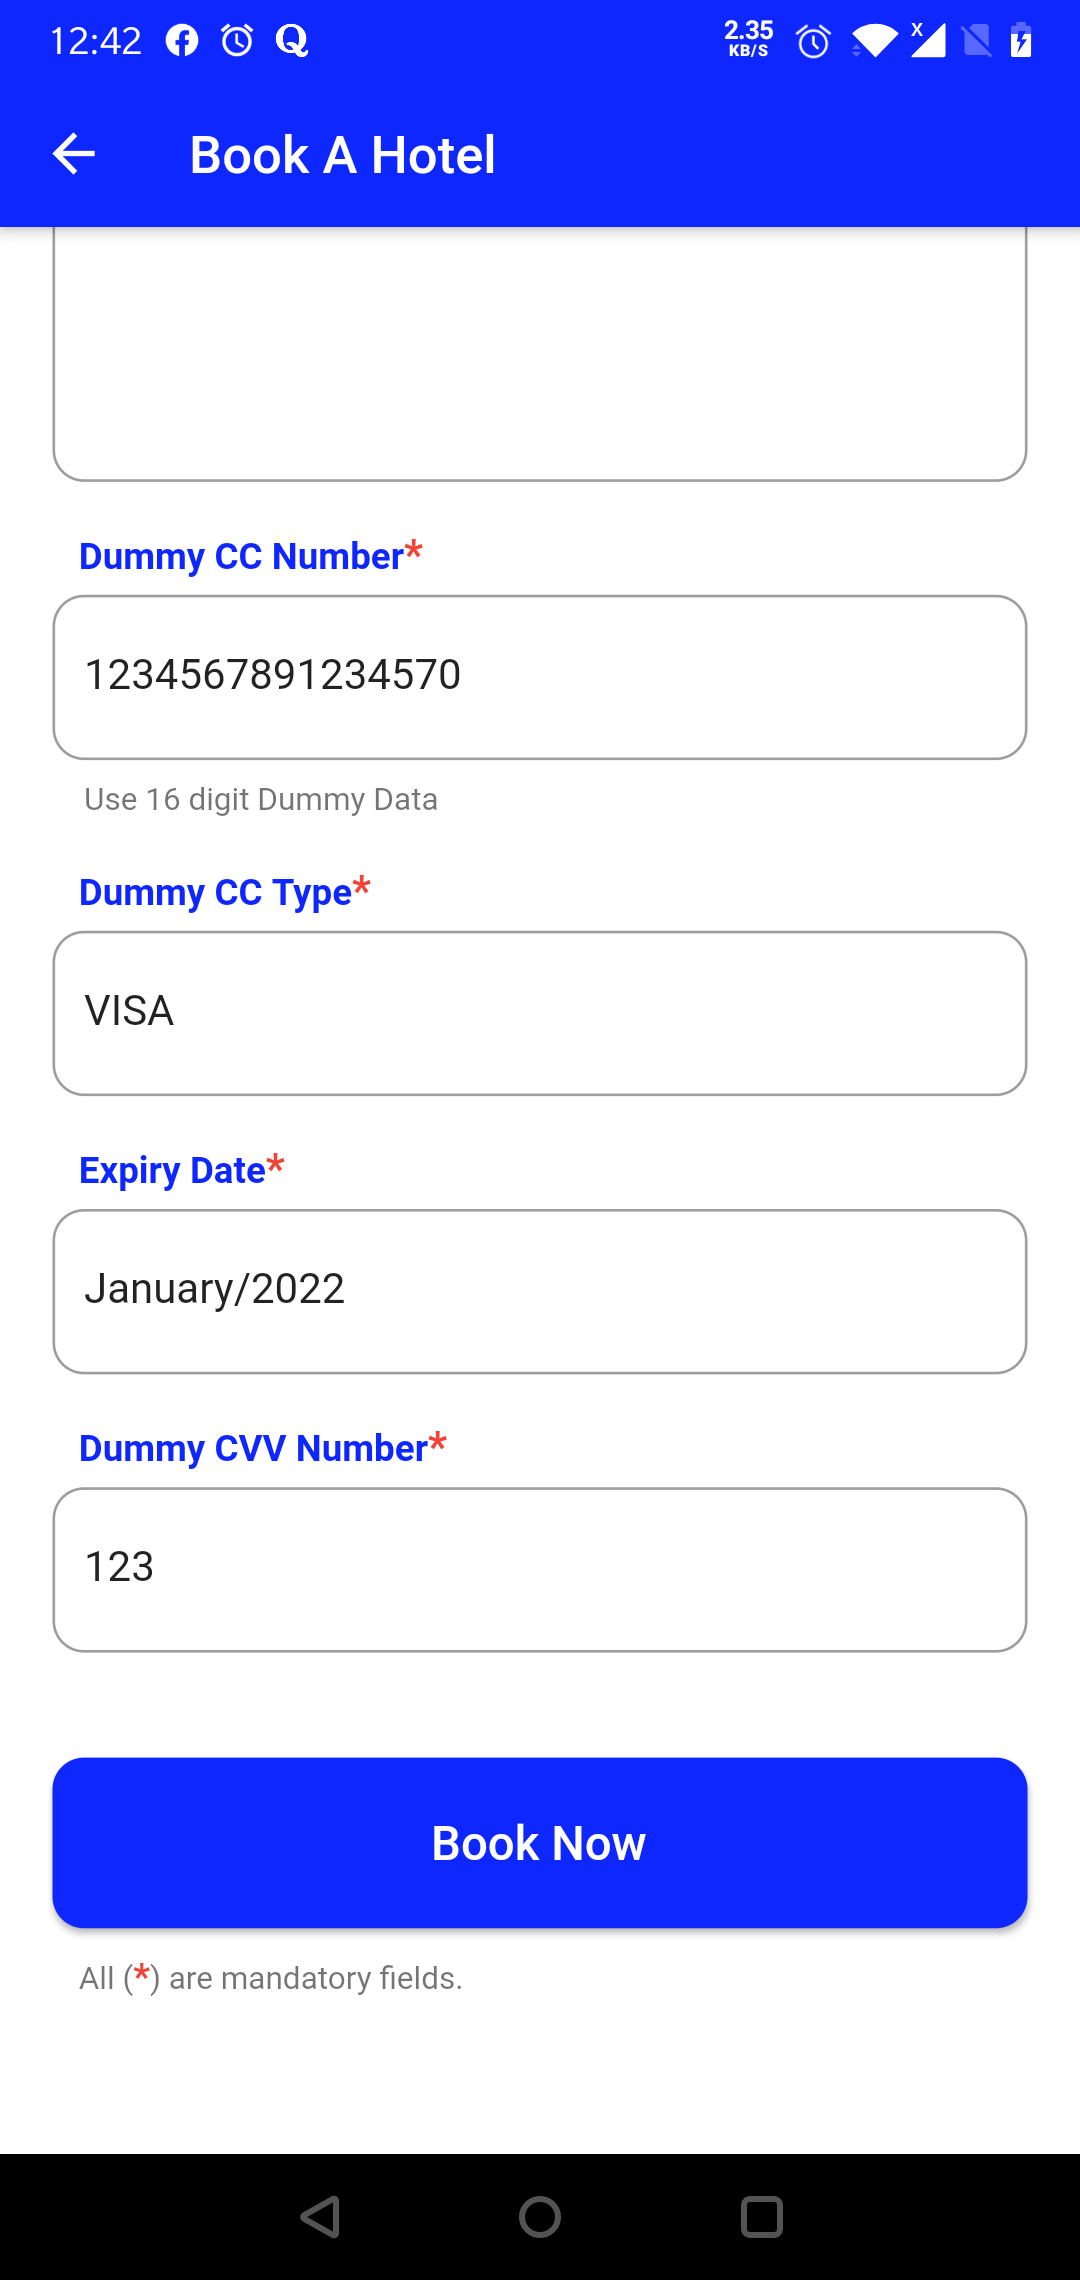 12:42 2.35 KB/S X
Book A Hotel
Dummy CC Number*
1234567891234570
Use 16 digit Dummy Data
Dummy CC Type*
VISA
Expiry Date*
January/2022
Dummy CVV Number*
123
Book Now
All (*) are mandatory fields.